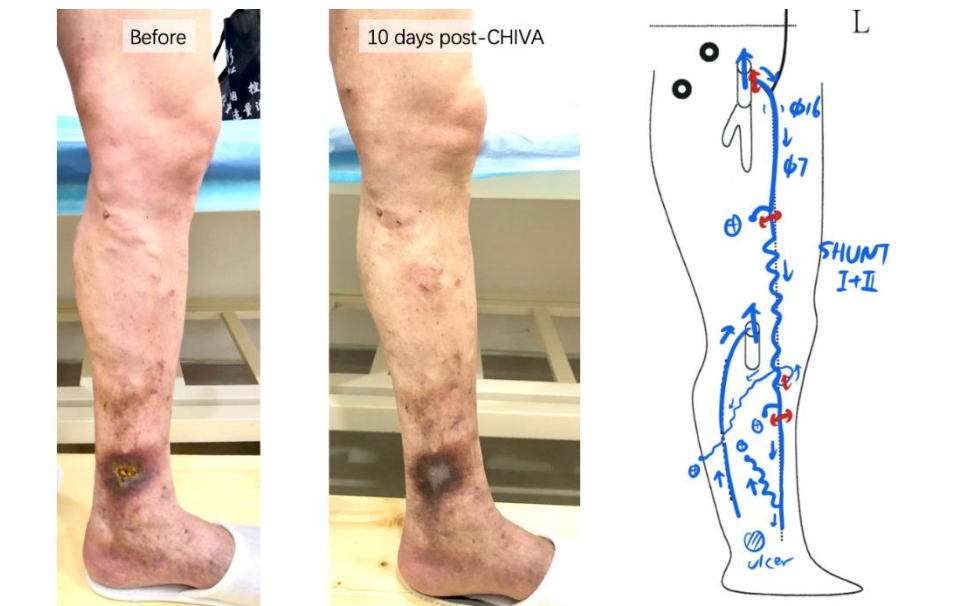 Before
10 days post-CHIVA
L
Φ16
Φ7
SHUNT
I+II
ulcer